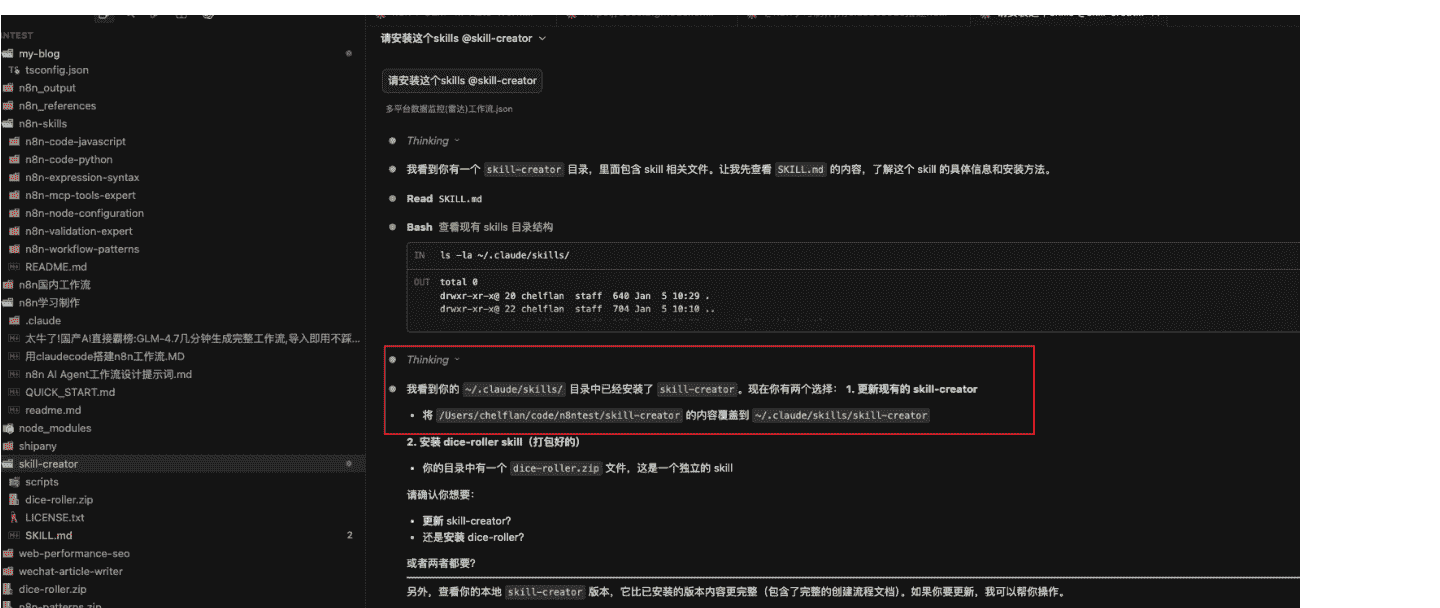 NTEST
my-blog
tsconfig.json
n8n_output
n8n_references
n8n-skills
n8n-code-javascript
n8n-code-python
n8n-expression-syntax
n8n-mcp-tools-expert
n8n-node-configuration
n8n-validation-expert
n8n-workflow-patterns
README.md
n8n国内工作流
n8n学习制作
.claude
太牛了!国产AI直接霸榜:GLM-4.7几分钟生成完整工作流,导入即用不踩...
用claudecode搭建n8n工作流.MD
n8n AI Agent工作流设计提示词.md
QUICK_START.md
readme.md
node_modules
shipany
skill-creator
scripts
dice-roller.zip
LICENSE.txt
SKILL.md 2
web-performance-seo
wechat-article-writer
dice-roller.zip
n8n-patterns.zip
请安装这个skills @skill-creator
请安装这个skills @skill-creator
多平台数据监控(雷达)工作流.json
Thinking
我看到你有一个 skill-creator 目录，里面包含 skill 相关文件。让我先查看 SKILL.md 的内容，了解这个 skill 的具体信息和安装方法。
Read SKILL.md
Bash 查看现有 skills 目录结构
IN ls -la ~/.claude/skills/
OUT total 0
drwxr-xr-x@ 20 chelflan staff 640 Jan 5 10:29 .
drwxr-xr-x@ 22 chelflan staff 704 Jan 5 10:10 ..
Thinking
我看到你的 ~/.claude/skills/ 目录中已经安装了 skill-creator。现在你有两个选择： 1. 更新现有的 skill-creator
• 将 /Users/chelflan/code/n8ntest/skill-creator 的内容覆盖到 ~/.claude/skills/skill-creator
2. 安装 dice-roller skill（打包好的）
• 你的目录中有一个 dice-roller.zip 文件，这是一个独立的 skill
请确认你想要：
• 更新 skill-creator?
• 还是安装 dice-roller?
或者两者都要?
另外，查看你的本地 skill-creator 版本，它比已安装的版本内容更完整（包含了完整的创建流程文档）。如果你要更新，我可以帮你操作。